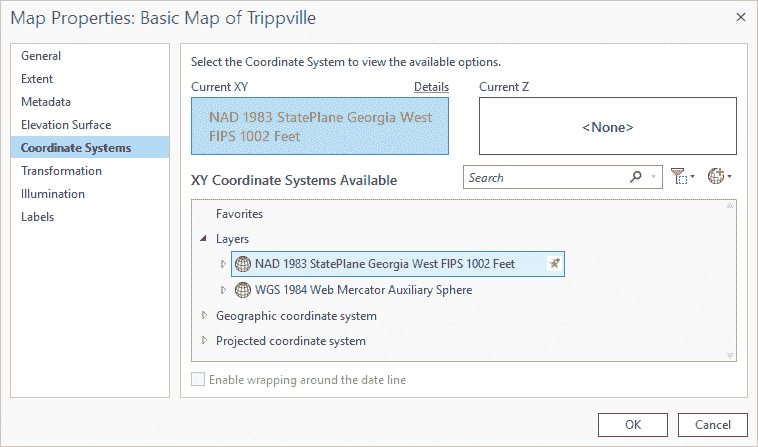 Map Properties: Basic Map of Trippville
General
Extent
Metadata
Elevation Surface
Coordinate Systems
Transformation
Illumination
Labels
Select the Coordinate System to view the available options.
Current XY Details Current Z
NAD 1983 StatePlane Georgia West
FIPS 1002 Feet
<None>
XY Coordinate Systems Available
Search
Favorites
Layers
NAD 1983 StatePlane Georgia West FIPS 1002 Feet
WGS 1984 Web Mercator Auxiliary Sphere
Geographic coordinate system
Projected coordinate system
Enable wrapping around the date line
OK Cancel